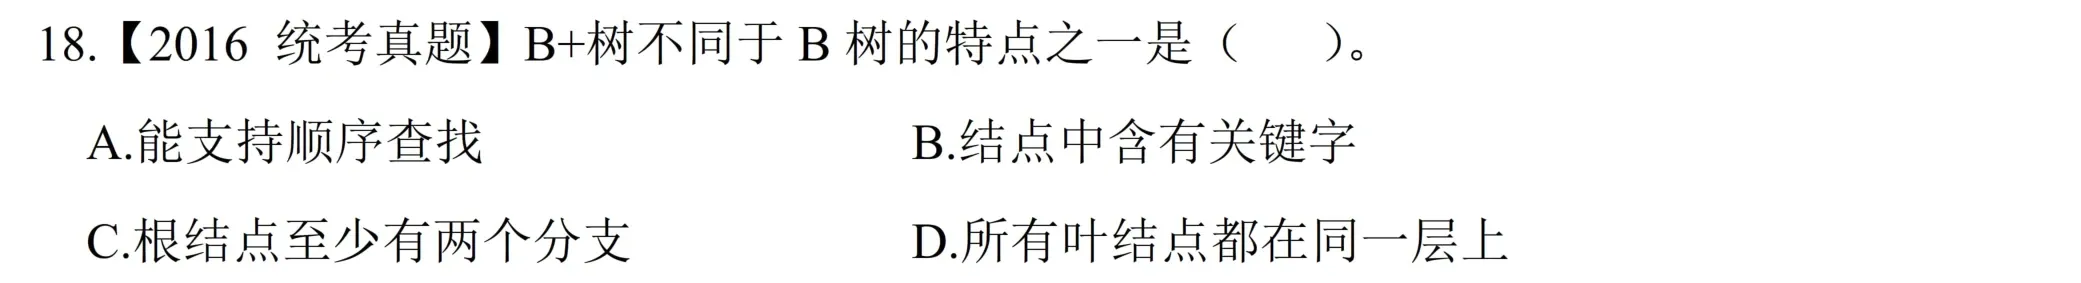 18.【2016 统考真题】B+树不同于 B 树的特点之一是（　　）。
A.能支持顺序查找　　B.结点中含有关键字
C.根结点至少有两个分支　　D.所有叶结点都在同一层上